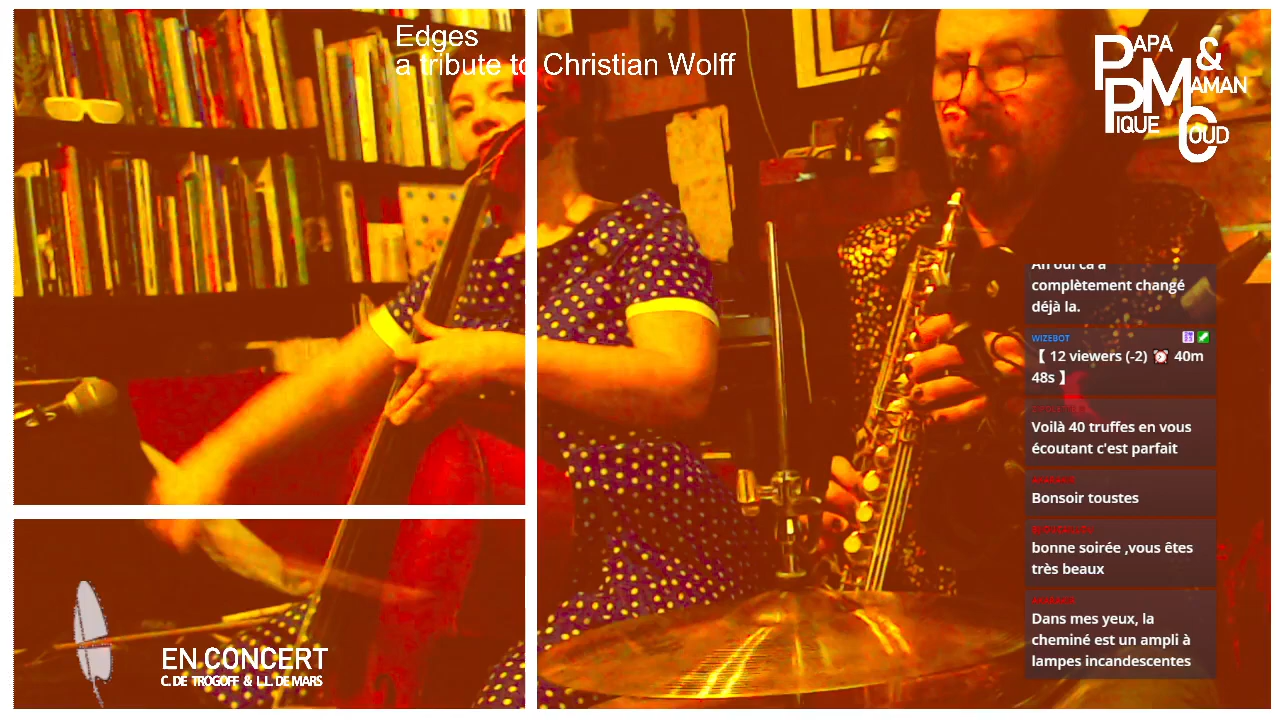 Edges
a tribute to Christian Wolff
PAPA &
MAMAN
PIQUE
COUD
complètement changé
déjà la.
WIZEBOT
【 12 viewers (-2) ⏰ 40m
48s 】
Voilà 40 truffes en vous
écoutant c'est parfait
Bonsoir toustes
bonne soirée ,vous êtes
très beaux
Dans mes yeux, la
cheminé est un ampli à
lampes incandescentes
EN CONCERT
C. DE TROGOFF & L.L. DE MARS